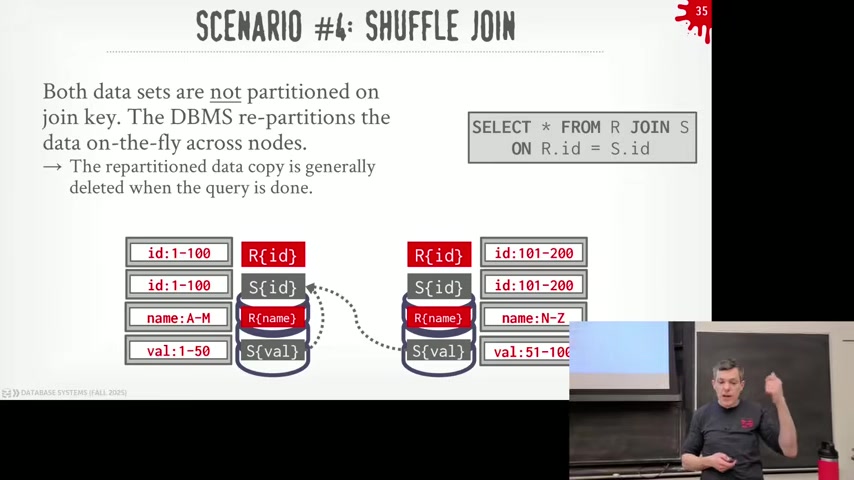 35
SCENARIO #4: SHUFFLE JOIN
Both data sets are not partitioned on
join key. The DBMS re-partitions the
data on-the-fly across nodes.
→ The repartitioned data copy is generally
deleted when the query is done.
SELECT * FROM R JOIN S
ON R.id = S.id
id:1-100 R{id} R{id} id:101-200
id:1-100 S{id} S{id} id:101-200
name:A-M R{name} R{name} name:N-Z
val:1-50 S{val} S{val} val:51-100
DATABASE SYSTEMS (FALL 2025)